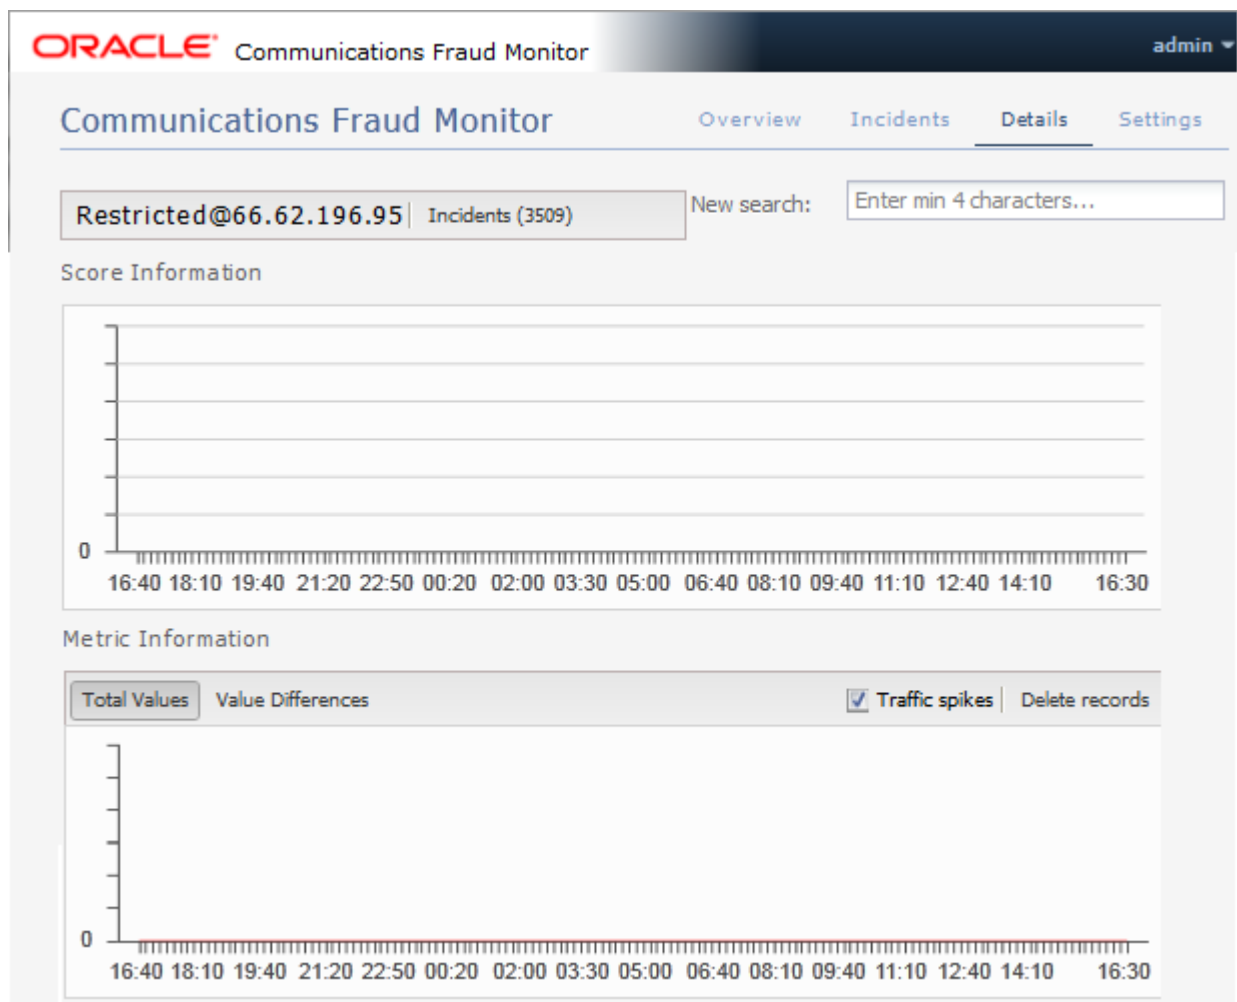 ORACLE Communications Fraud Monitor admin
Communications Fraud Monitor Overview Incidents Details Settings
Restricted@66.62.196.95 Incidents (3509) New search: Enter min 4 characters...
Score Information
0
16:40 18:10 19:40 21:20 22:50 00:20 02:00 03:30 05:00 06:40 08:10 09:40 11:10 12:40 14:10 16:30
Metric Information
Total Values Value Differences Traffic spikes Delete records
0
16:40 18:10 19:40 21:20 22:50 00:20 02:00 03:30 05:00 06:40 08:10 09:40 11:10 12:40 14:10 16:30